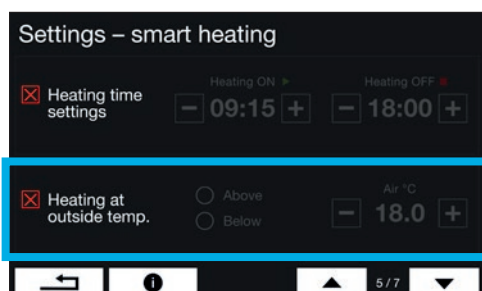 Settings – smart heating
Heating time
settings
Heating ON
– 09:15 +
Heating OFF
– 18:00 +
Heating at
outside temp.
Above
Below
Air °C
– 18.0 +
5/7